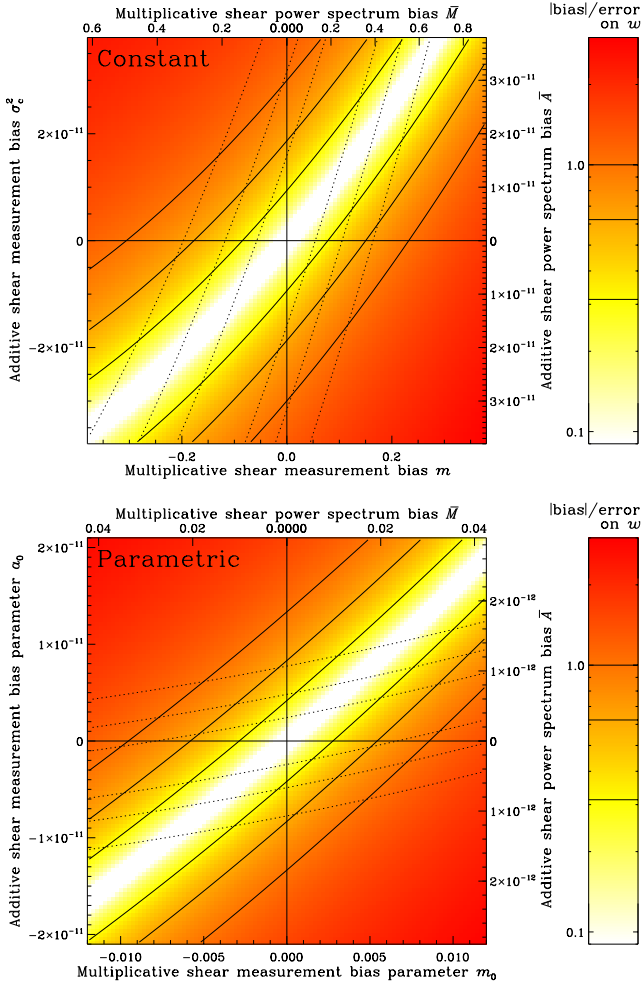 Multiplicative shear power spectrum bias M̄
0.6 0.4 0.2 0.000 0.2 0.4 0.6 0.8
Constant
Additive shear measurement bias σ²c
2×10⁻¹¹
0
−2×10⁻¹¹
3×10⁻¹¹
2×10⁻¹¹
1×10⁻¹¹
0
1×10⁻¹¹
2×10⁻¹¹
3×10⁻¹¹
Additive shear power spectrum bias Ā
−0.2 0.0 0.2
Multiplicative shear measurement bias m
|bias|/error
on w
1.0
0.1
Multiplicative shear power spectrum bias M̄
0.04 0.02 0.000 0.02 0.04
Parametric
Additive shear measurement bias parameter a₀
2×10⁻¹¹
1×10⁻¹¹
0
−1×10⁻¹¹
−2×10⁻¹¹
2×10⁻¹²
1×10⁻¹²
0
1×10⁻¹²
2×10⁻¹²
Additive shear power spectrum bias Ā
−0.010 −0.005 0.000 0.005 0.010
Multiplicative shear measurement bias parameter m₀
|bias|/error
on w
1.0
0.1